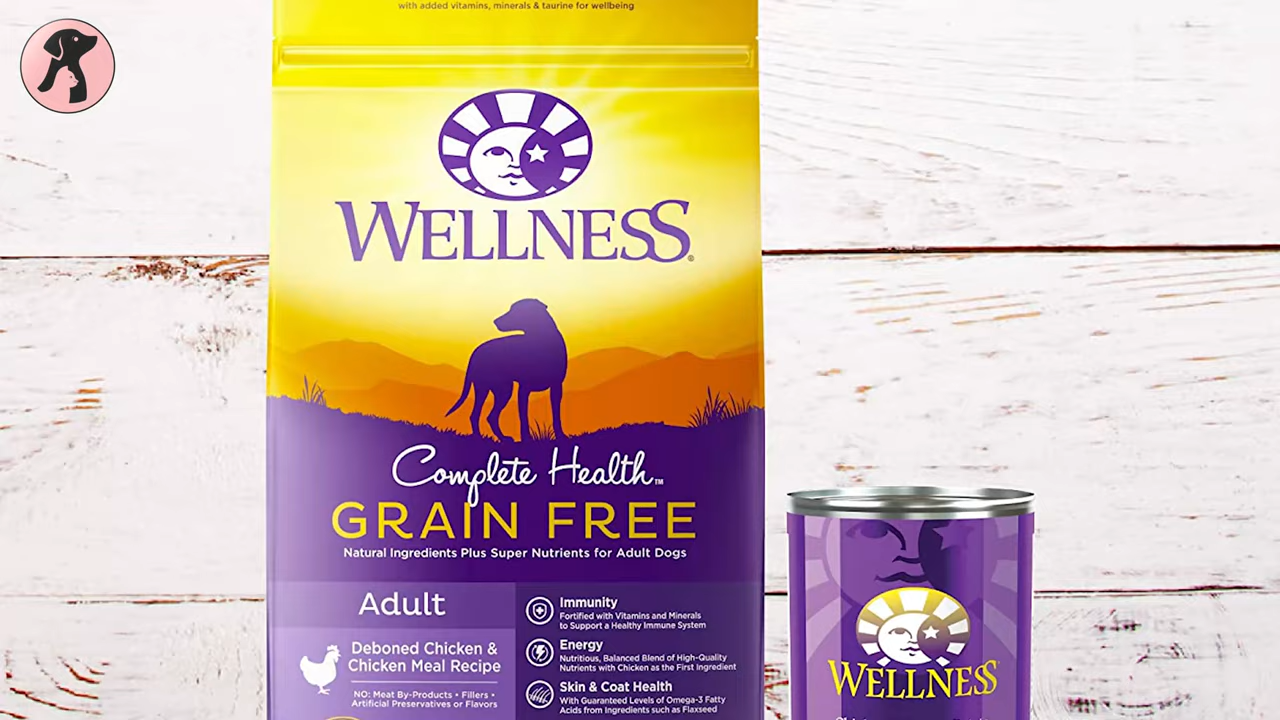 with added vitamins, minerals & taurine for wellbeing
WELLNESS®
Complete Health™
GRAIN FREE
Natural Ingredients Plus Super Nutrients for Adult Dogs
Adult
Deboned Chicken &
Chicken Meal Recipe
NO: Meat By-Products • Fillers •
Artificial Preservatives or Flavors
Immunity
Fortified with Vitamins and Minerals
to Support a Healthy Immune System
Energy
Nutritious, Balanced Blend of High-Quality
Nutrients with Chicken as the First Ingredient
Skin & Coat Health
With Guaranteed Levels of Omega-3 Fatty
Acids from Ingredients such as Flaxseed
WELLNESS